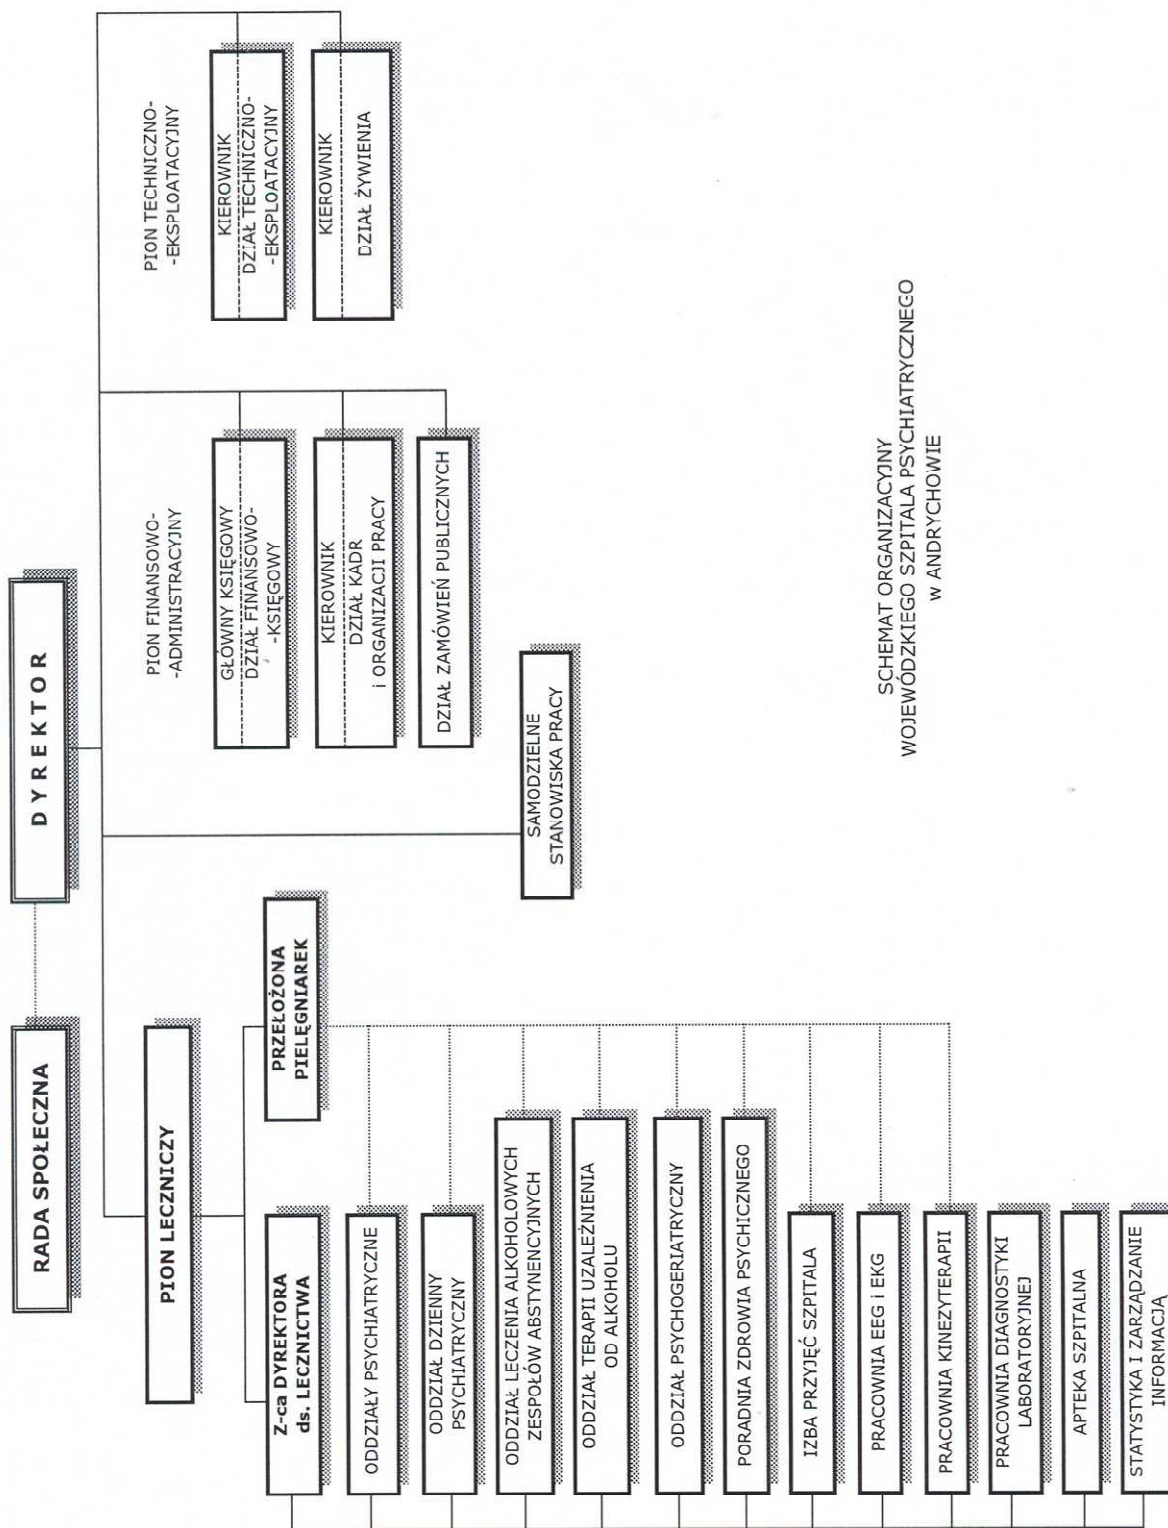 RADA SPOŁECZNA
D Y R E K T O R
PION LECZNICZY
PION FINANSOWO-
-ADMINISTRACYJNY
PION TECHNICZNO-
-EKSPLOATACYJNY
Z-ca DYREKTORA
ds. LECZNICTWA
PRZEŁOŻONA
PIELĘGNIAREK
ODDZIAŁY PSYCHIATRYCZNE
ODDZIAŁ DZIENNY
PSYCHIATRYCZNY
ODDZIAŁ LECZENIA ALKOHOLOWYCH
ZESPOŁÓW ABSTYNENCYJNYCH
ODDZIAŁ TERAPII UZALEŻNIENIA
OD ALKOHOLU
ODDZIAŁ PSYCHOGERIATRYCZNY
PORADNIA ZDROWIA PSYCHICZNEGO
IZBA PRZYJĘĆ SZPITALA
PRACOWNIA EEG i EKG
PRACOWNIA KINEZYTERAPII
PRACOWNIA DIAGNOSTYKI
LABORATORYJNEJ
APTEKA SZPITALNA
STATYSTYKA I ZARZĄDZANIE
INFORMACJĄ
SAMODZIELNE
STANOWISKA PRACY
GŁÓWNY KSIĘGOWY
DZIAŁ FINANSOWO-
-KSIĘGOWY
KIEROWNIK
DZIAŁ KADR
i ORGANIZACJI PRACY
DZIAŁ ZAMÓWIEŃ PUBLICZNYCH
KIEROWNIK
DZIAŁ TECHNICZNO-
-EKSPLOATACYJNY
KIEROWNIK
DZIAŁ ŻYWIENIA
SCHEMAT ORGANIZACYJNY
WOJEWÓDZKIEGO SZPITALA PSYCHIATRYCZNEGO
w ANDRYCHOWIE